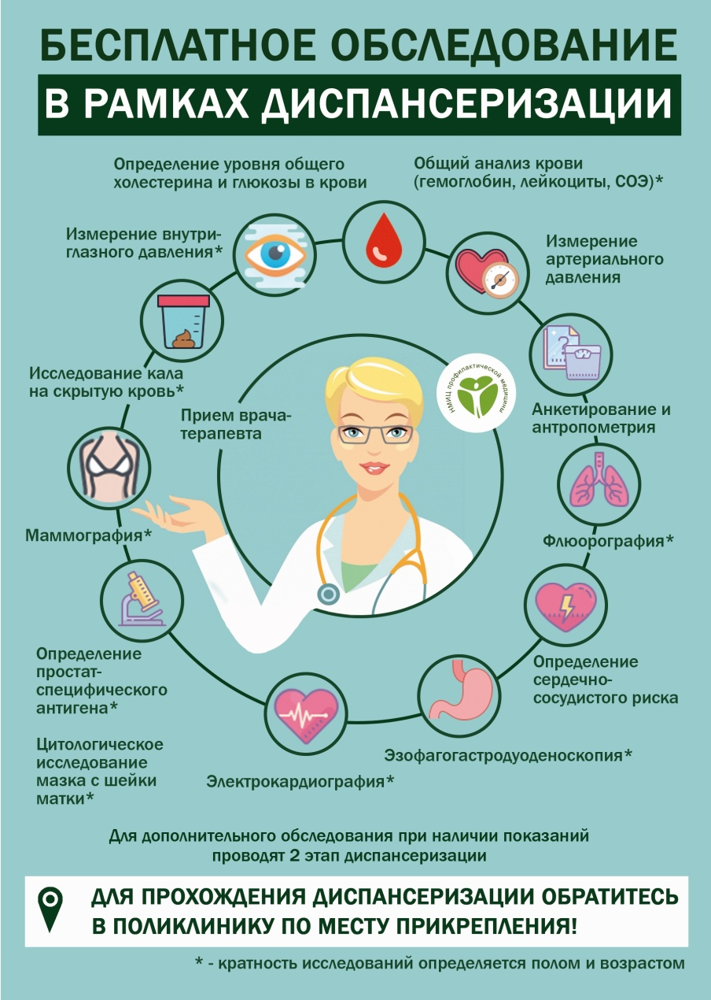 БЕСПЛАТНОЕ ОБСЛЕДОВАНИЕ
В РАМКАХ ДИСПАНСЕРИЗАЦИИ
Определение уровня общего
холестерина и глюкозы в крови
Общий анализ крови
(гемоглобин, лейкоциты, СОЭ)*
Измерение внутри-
глазного давления*
Измерение
артериального
давления
Исследование кала
на скрытую кровь*
Прием врача-
терапевта
НМИЦ профилактической медицины
Анкетирование и
антропометрия
Маммография*
Флюорография*
Определение
простат-
специфического
антигена*
Определение
сердечно-
сосудистого риска
Цитологическое
исследование
мазка с шейки
матки*
Электрокардиография*
Эзофагогастродуоденоскопия*
Для дополнительного обследования при наличии показаний
проводят 2 этап диспансеризации
ДЛЯ ПРОХОЖДЕНИЯ ДИСПАНСЕРИЗАЦИИ ОБРАТИТЕСЬ
В ПОЛИКЛИНИКУ ПО МЕСТУ ПРИКРЕПЛЕНИЯ!
* - кратность исследований определяется полом и возрастом